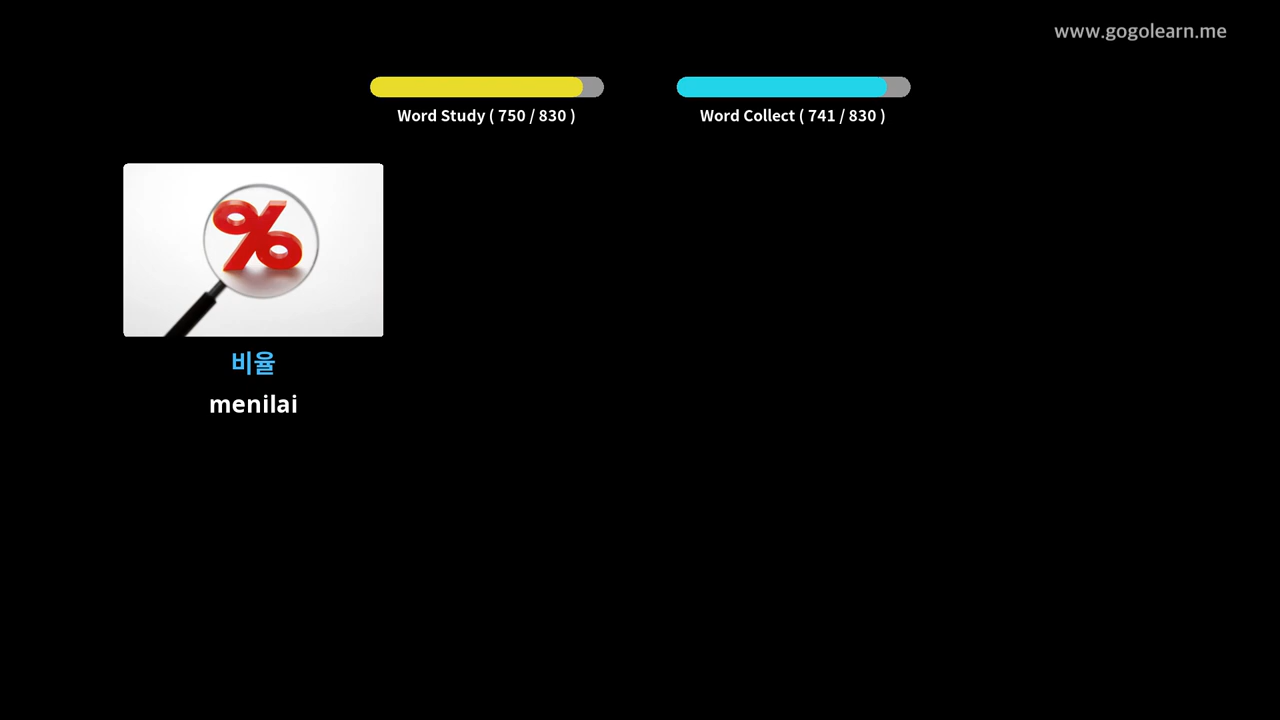 www.gogolearn.me
Word Study ( 750 / 830 )
Word Collect ( 741 / 830 )
%
비율
menilai